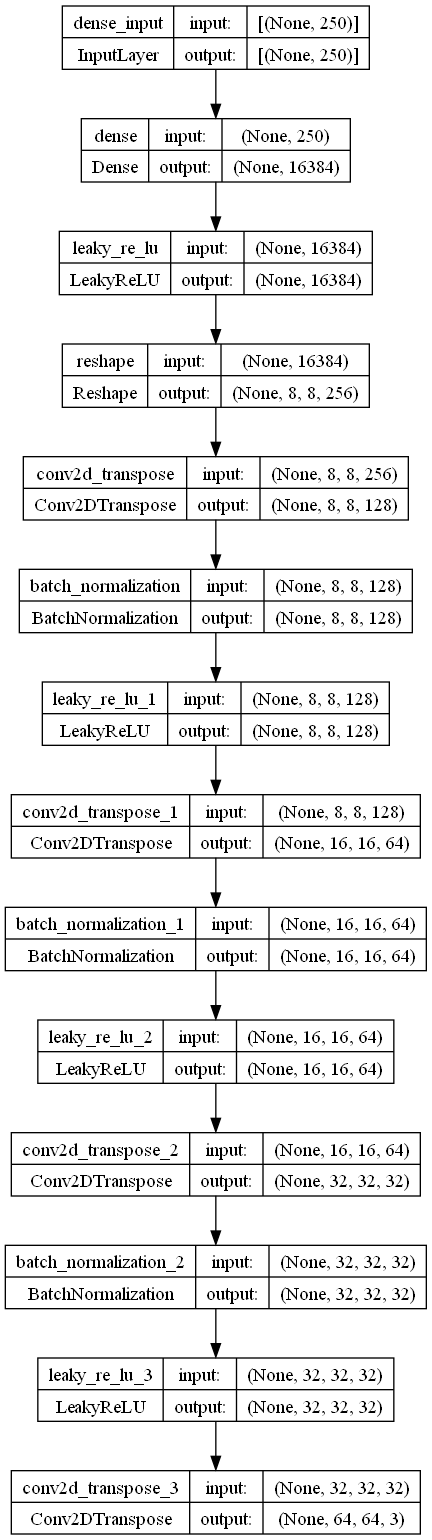 dense_input input: [(None, 250)]
InputLayer output: [(None, 250)]
dense input: (None, 250)
Dense output: (None, 16384)
leaky_re_lu input: (None, 16384)
LeakyReLU output: (None, 16384)
reshape input: (None, 16384)
Reshape output: (None, 8, 8, 256)
conv2d_transpose input: (None, 8, 8, 256)
Conv2DTranspose output: (None, 8, 8, 128)
batch_normalization input: (None, 8, 8, 128)
BatchNormalization output: (None, 8, 8, 128)
leaky_re_lu_1 input: (None, 8, 8, 128)
LeakyReLU output: (None, 8, 8, 128)
conv2d_transpose_1 input: (None, 8, 8, 128)
Conv2DTranspose output: (None, 16, 16, 64)
batch_normalization_1 input: (None, 16, 16, 64)
BatchNormalization output: (None, 16, 16, 64)
leaky_re_lu_2 input: (None, 16, 16, 64)
LeakyReLU output: (None, 16, 16, 64)
conv2d_transpose_2 input: (None, 16, 16, 64)
Conv2DTranspose output: (None, 32, 32, 32)
batch_normalization_2 input: (None, 32, 32, 32)
BatchNormalization output: (None, 32, 32, 32)
leaky_re_lu_3 input: (None, 32, 32, 32)
LeakyReLU output: (None, 32, 32, 32)
conv2d_transpose_3 input: (None, 32, 32, 32)
Conv2DTranspose output: (None, 64, 64, 3)